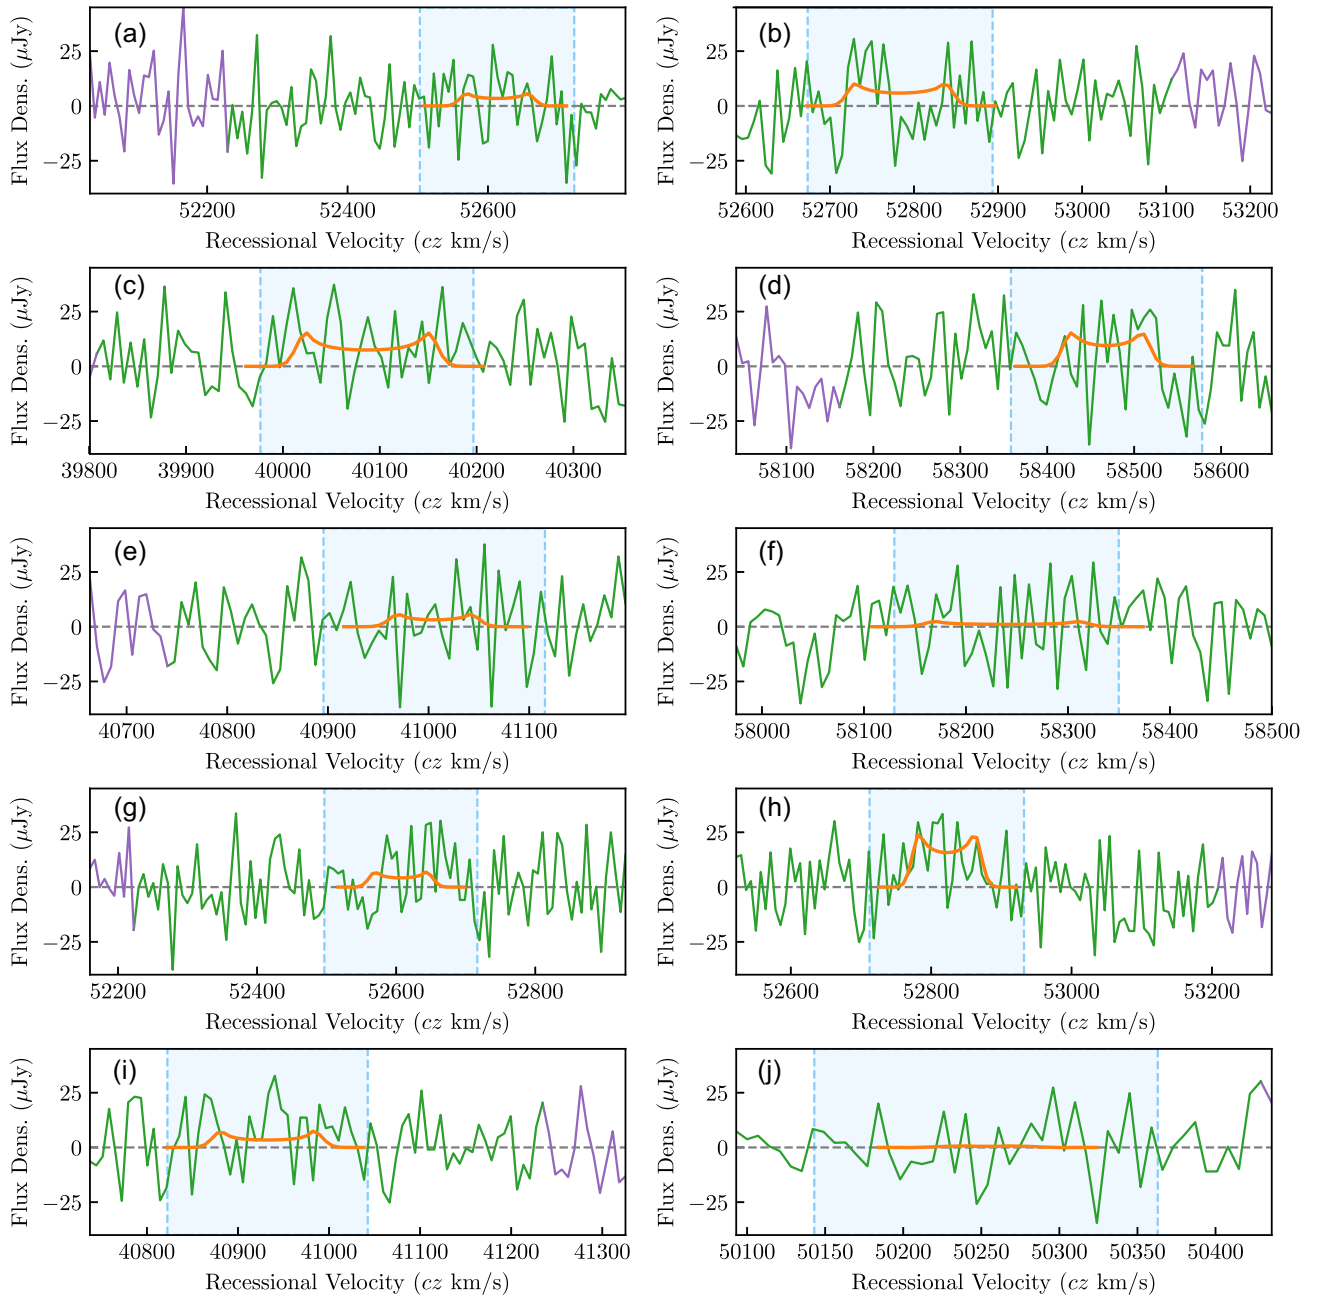 (a) (b)
Flux Dens. (μJy) 25 0 −25 Flux Dens. (μJy) 25 0 −25
52200 52400 52600 52600 52700 52800 52900 53000 53100 53200
Recessional Velocity (cz km/s) Recessional Velocity (cz km/s)
(c) (d)
Flux Dens. (μJy) 25 0 −25 Flux Dens. (μJy) 25 0 −25
39800 39900 40000 40100 40200 40300 58100 58200 58300 58400 58500 58600
Recessional Velocity (cz km/s) Recessional Velocity (cz km/s)
(e) (f)
Flux Dens. (μJy) 25 0 −25 Flux Dens. (μJy) 25 0 −25
40700 40800 40900 41000 41100 58000 58100 58200 58300 58400 58500
Recessional Velocity (cz km/s) Recessional Velocity (cz km/s)
(g) (h)
Flux Dens. (μJy) 25 0 −25 Flux Dens. (μJy) 25 0 −25
52200 52400 52600 52800 52600 52800 53000 53200
Recessional Velocity (cz km/s) Recessional Velocity (cz km/s)
(i) (j)
Flux Dens. (μJy) 25 0 −25 Flux Dens. (μJy) 25 0 −25
40800 40900 41000 41100 41200 41300 50100 50150 50200 50250 50300 50350 50400
Recessional Velocity (cz km/s) Recessional Velocity (cz km/s)